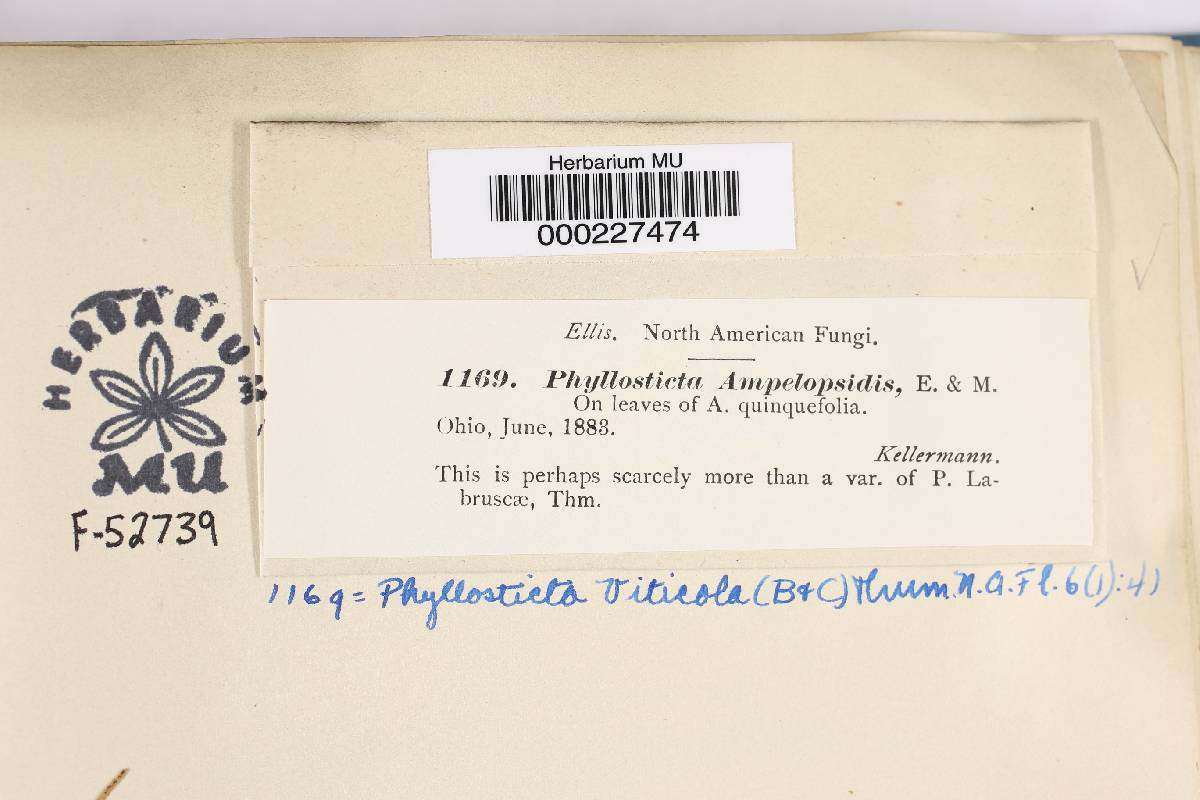 Herbarium MU
000227474
HERBARIUM
MU
F-52739
Ellis. North American Fungi.
1169. Phyllosticta Ampelopsidis, E. & M.
On leaves of A. quinquefolia.
Ohio, June, 1883.
Kellermann.
This is perhaps scarcely more than a var. of P. La-
bruscæ, Thm.
1169 = Phyllosticta Viticola (B+C) Thum. N.A.Fl. 6(1):41